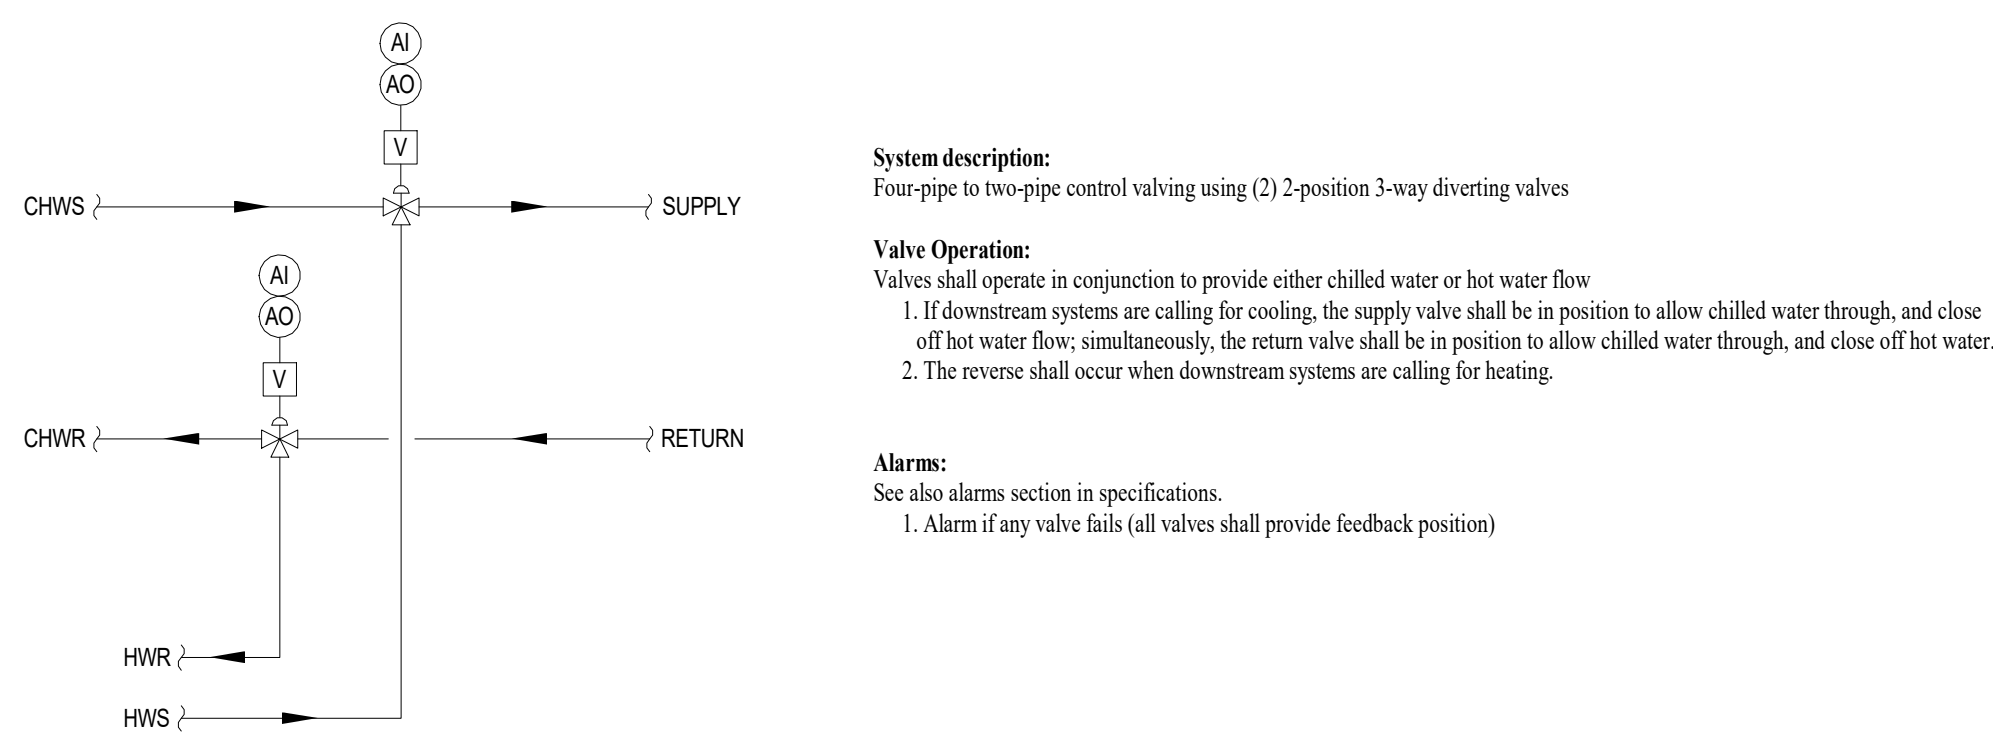 AI
AO
V
CHWS
SUPPLY
AI
AO
V
CHWR
RETURN
HWR
HWS
System description:
Four-pipe to two-pipe control valving using (2) 2-position 3-way diverting valves
Valve Operation:
Valves shall operate in conjunction to provide either chilled water or hot water flow
1. If downstream systems are calling for cooling, the supply valve shall be in position to allow chilled water through, and close
off hot water flow; simultaneously, the return valve shall be in position to allow chilled water through, and close off hot water.
2. The reverse shall occur when downstream systems are calling for heating.
Alarms:
See also alarms section in specifications.
1. Alarm if any valve fails (all valves shall provide feedback position)